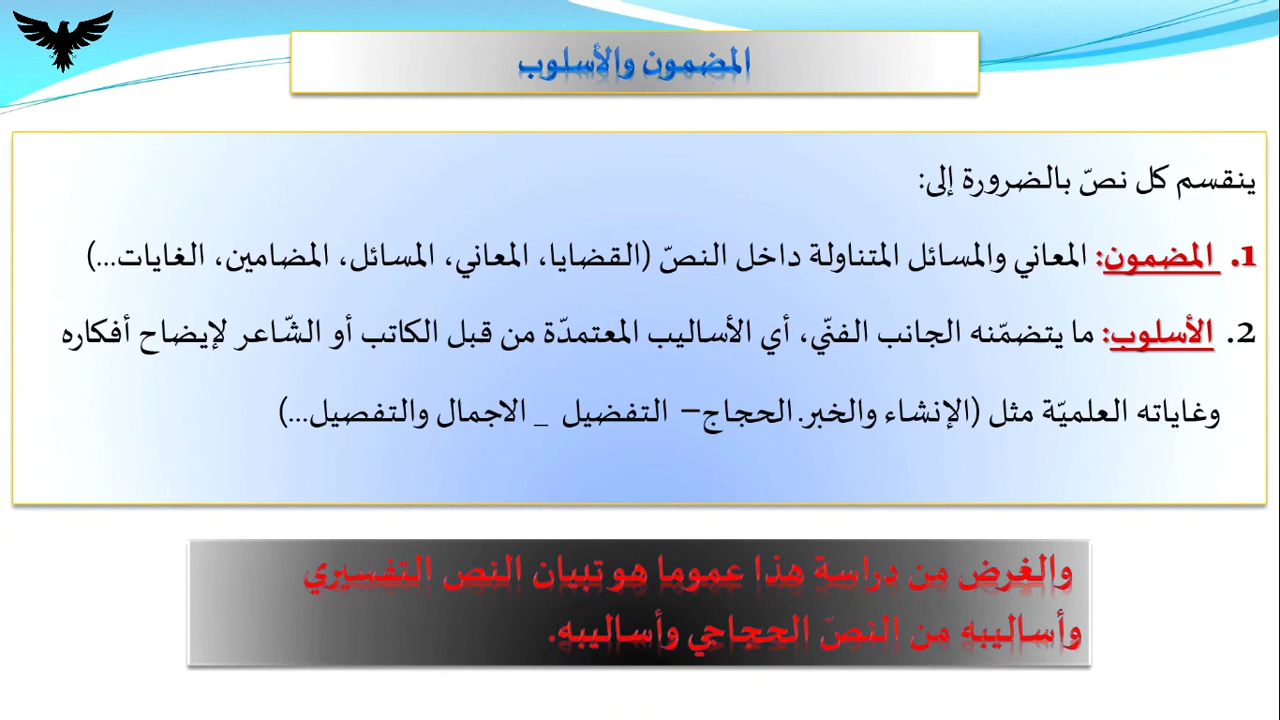 المضمون والأسلوب
ينقسم كل نصّ بالضرورة إلى:
1. المضمون: المعاني والمسائل المتناولة داخل النصّ (القضايا، المعاني، المسائل، المضامين، الغايات...)
2. الأسلوب: ما يتضمّنه الجانب الفنّي، أي الأساليب المعتمدّة من قبل الكاتب أو الشّاعر لإيضاح أفكاره
وغاياته العلميّة مثل (الإنشاء والخبر. الحجاج– التفضيل _ الاجمال والتفصيل...)
والغرض من دراسة هذا عموما هو تبيان النص التفسيري
وأساليبه من النصّ الحجاجي وأساليبه.